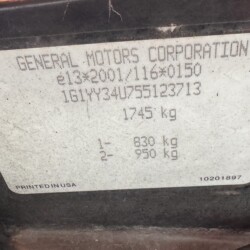 GENERAL MOTORS CORPORATION
e13*2001/116*0150
1G1YY34U755123713
1745 kg
1- 830 kg
2- 950 kg
PRINTED IN USA
10201897